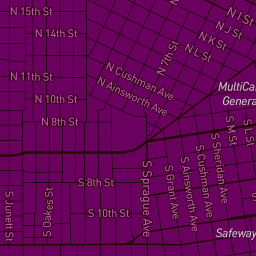 N 15th St
N I St
N J St
N 14th St
N K St
N L St
N 7th St
N 11th St
N Cushman Ave
N Ainsworth Ave
MultiCa
Genera
N 10th St
N 8th St
S M St
S L St
S Sprague Ave
S Grant Ave
S Ainsworth Ave
S Cushman Ave
S Sheridan Ave
S 8th St
S Junett St
S Oakes St
S 10th St
Safeway